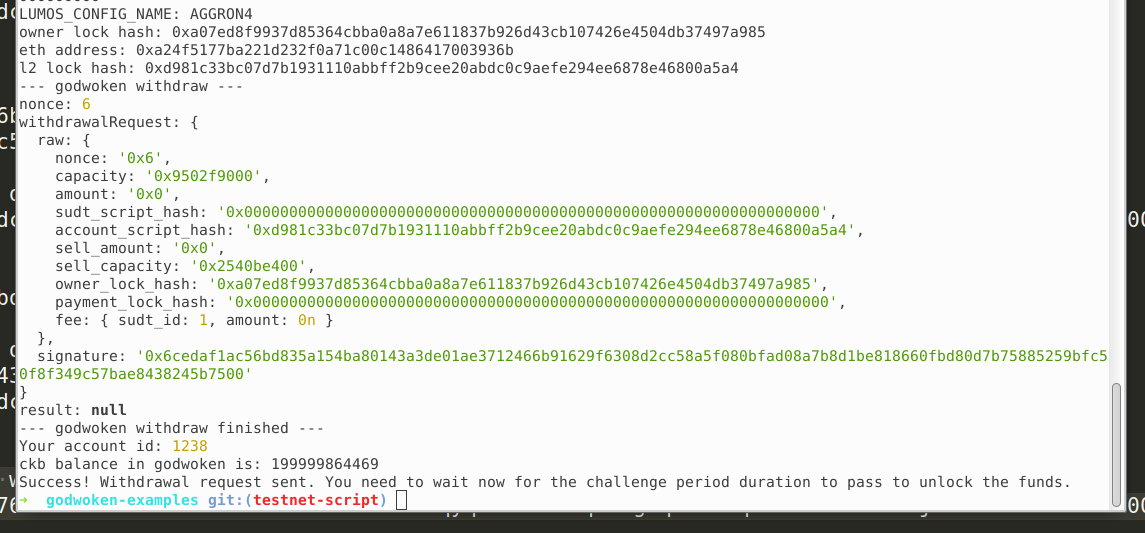 LUMOS_CONFIG_NAME: AGGRON4
owner lock hash: 0xa07ed8f9937d85364cbba0a8a7e611837b926d43cb107426e4504db37497a985
eth address: 0xa24f5177ba221d232f0a71c00c1486417003936b
l2 lock hash: 0xd981c33bc07d7b1931110abbff2b9cee20abdc0c9aefe294ee6878e46800a5a4
--- godwoken withdraw ---
nonce: 6
withdrawalRequest: {
raw: {
nonce: '0x6',
capacity: '0x9502f9000',
amount: '0x0',
sudt_script_hash: '0x0000000000000000000000000000000000000000000000000000000000000000',
account_script_hash: '0xd981c33bc07d7b1931110abbff2b9cee20abdc0c9aefe294ee6878e46800a5a4',
sell_amount: '0x0',
sell_capacity: '0x2540be400',
owner_lock_hash: '0xa07ed8f9937d85364cbba0a8a7e611837b926d43cb107426e4504db37497a985',
payment_lock_hash: '0x0000000000000000000000000000000000000000000000000000000000000000',
fee: { sudt_id: 1, amount: 0n }
},
signature: '0x6cedaf1ac56bd835a154ba80143a3de01ae3712466b91629f6308d2cc58a5f080bfad08a7b8d1be818660fbd80d7b75885259bfc5
0f8f349c57bae8438245b7500'
}
result: null
--- godwoken withdraw finished ---
Your account id: 1238
ckb balance in godwoken is: 199999864469
Success! Withdrawal request sent. You need to wait now for the challenge period duration to pass to unlock the funds.
➜ godwoken-examples git:(testnet-script)